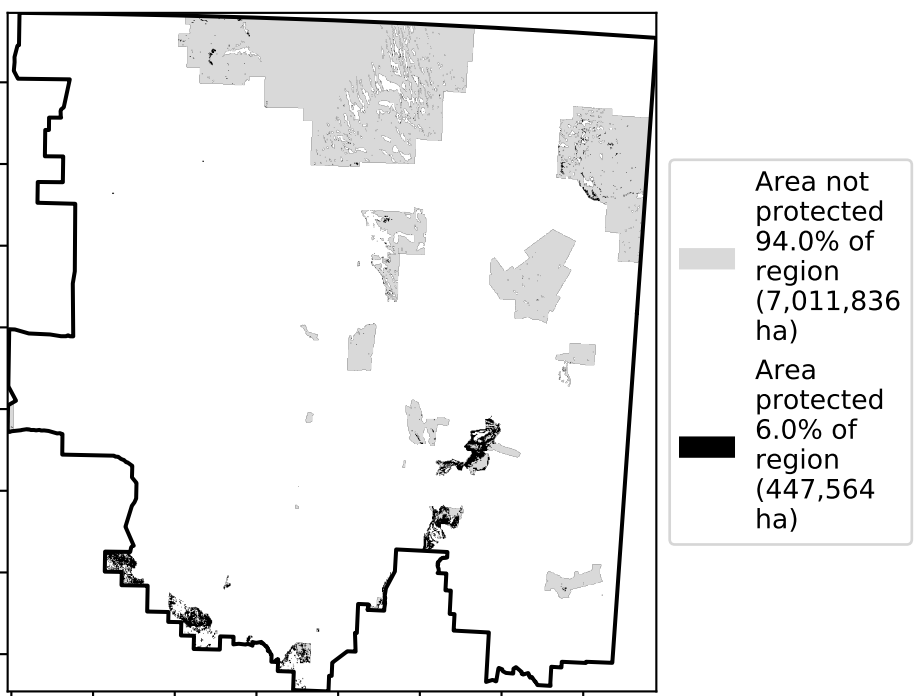 Area not
protected
94.0% of
region
(7,011,836
ha)
Area
protected
6.0% of
region
(447,564
ha)